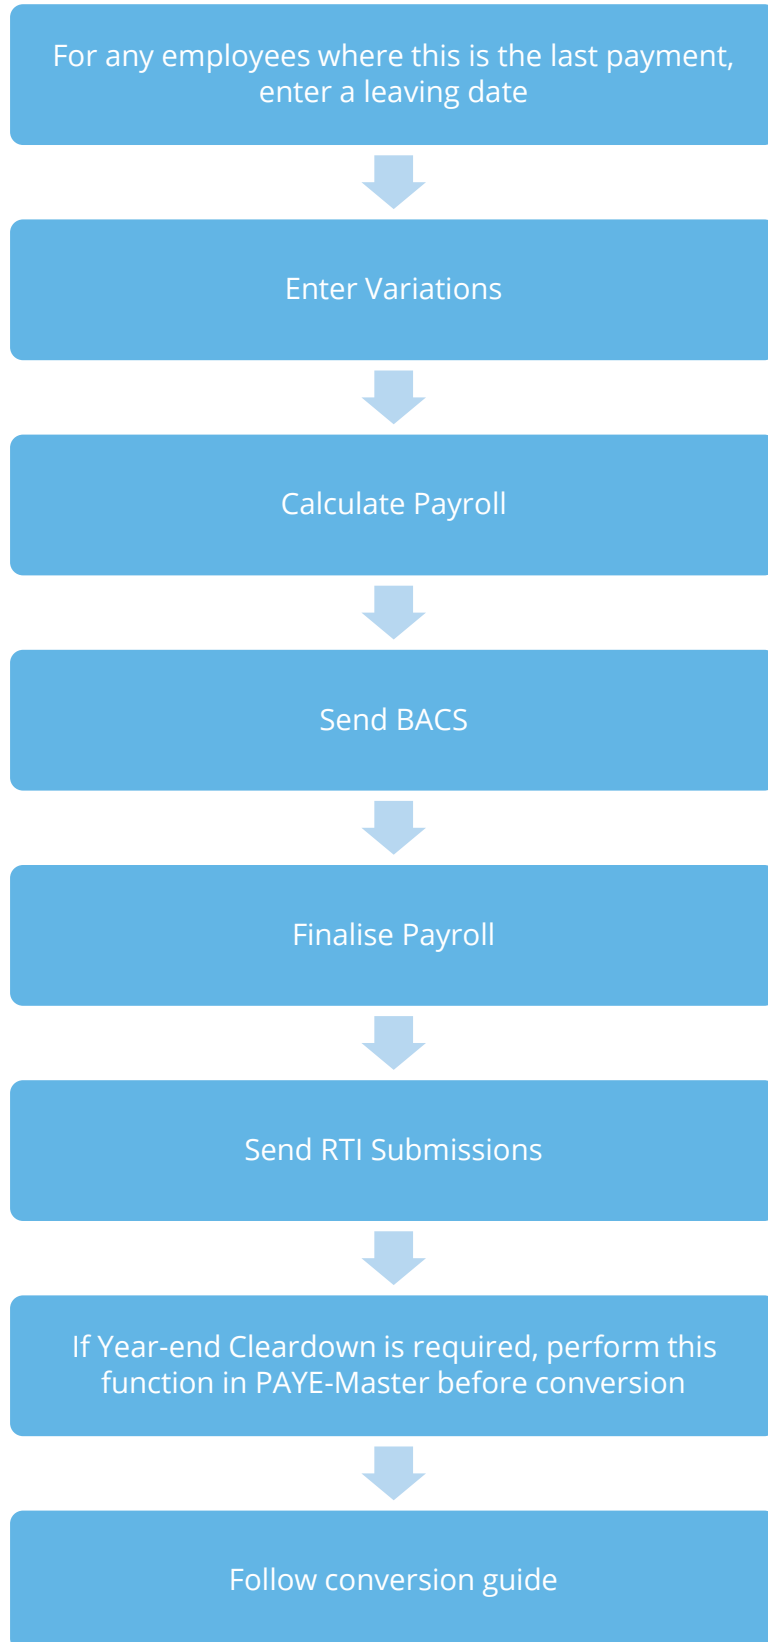 For any employees where this is the last payment,
enter a leaving date
Enter Variations
Calculate Payroll
Send BACS
Finalise Payroll
Send RTI Submissions
If Year-end Cleardown is required, perform this
function in PAYE-Master before conversion
Follow conversion guide